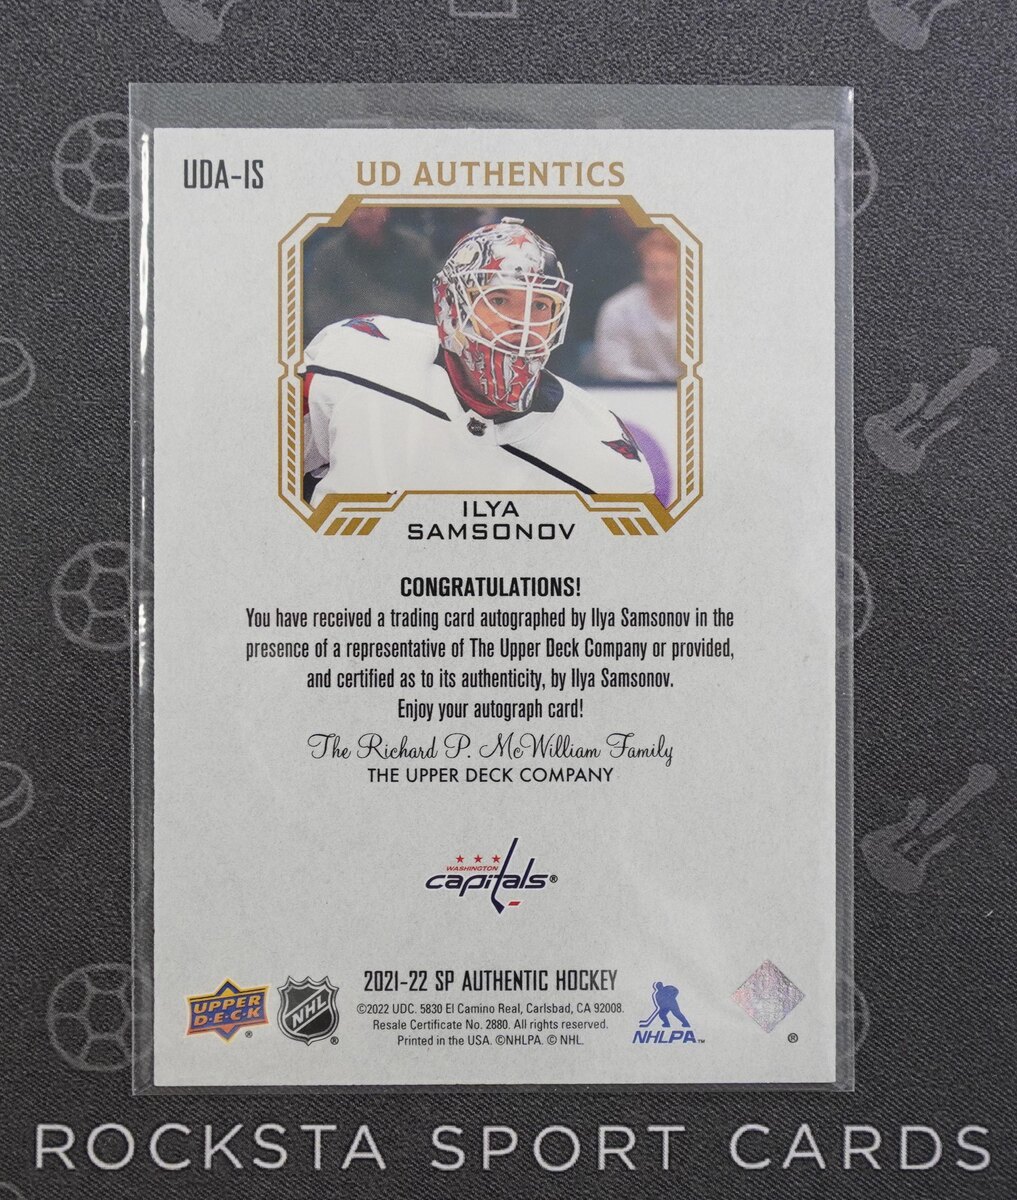 UDA-IS
UD AUTHENTICS
ILYA
SAMSONOV
CONGRATULATIONS!
You have received a trading card autographed by Ilya Samsonov in the
presence of a representative of The Upper Deck Company or provided,
and certified as to its authenticity, by Ilya Samsonov.
Enjoy your autograph card!
The Richard P. McWilliam Family
THE UPPER DECK COMPANY
WASHINGTON
capitals®
UPPER
D·E·C·K
®
NHL
®
2021-22 SP AUTHENTIC HOCKEY
©2022 UDC. 5830 El Camino Real, Carlsbad, CA 92008.
Resale Certificate No. 2880. All rights reserved.
Printed in the USA. ©NHLPA. © NHL.
NHLPA™
®
ROCKSTA SPORT CARDS